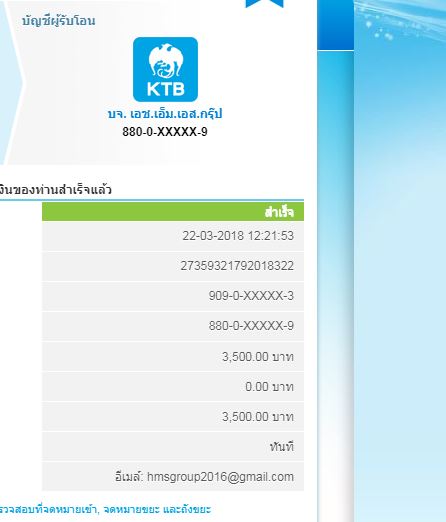 บัญชีผู้รับโอน
KTB
บจ. เอช.เอ็ม.เอส.กรุ๊ป
880-0-XXXXX-9
งินของท่านสำเร็จแล้ว
สำเร็จ
22-03-2018 12:21:53
27359321792018322
909-0-XXXXX-3
880-0-XXXXX-9
3,500.00 บาท
0.00 บาท
3,500.00 บาท
ทันที
อีเมล์: hmsgroup2016@gmail.com
รวจสอบที่จดหมายเข้า, จดหมายขยะ และถังขยะ